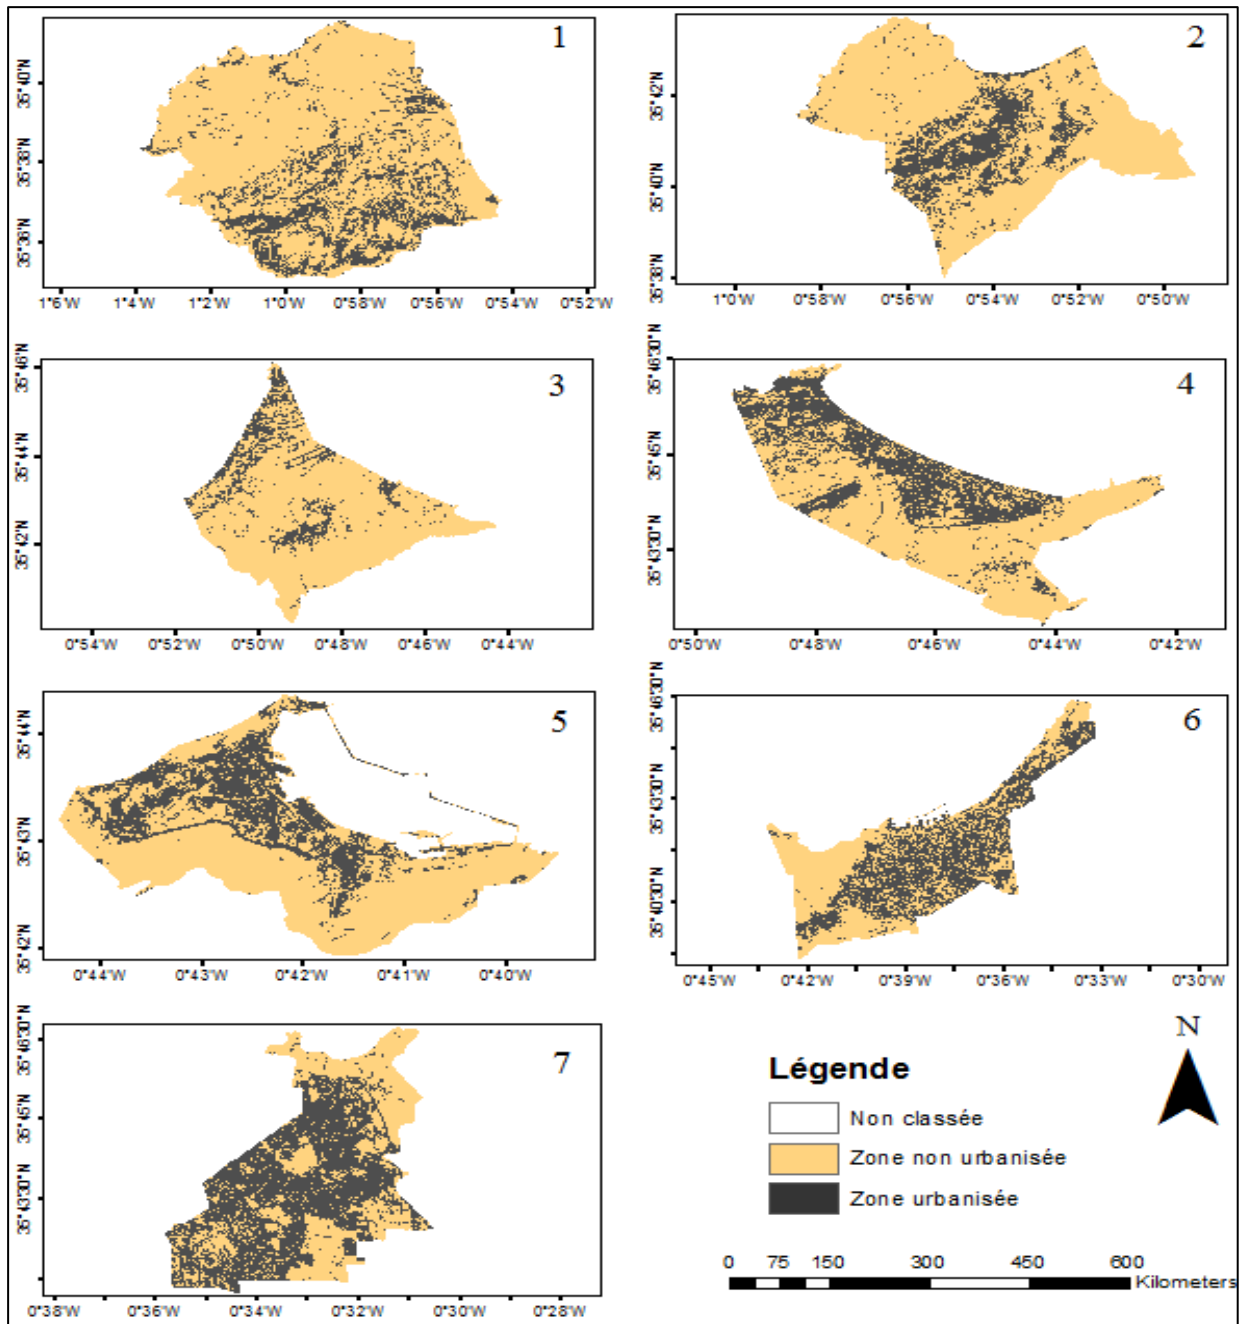 1
35°40'N
35°38'N
35°36'N
1°6'W 1°4'W 1°2'W 1°0'W 0°58'W 0°56'W 0°54'W 0°52'W
2
35°42'N
35°40'N
35°38'N
1°0'W 0°58'W 0°56'W 0°54'W 0°52'W 0°50'W
3
35°46'N
35°44'N
35°42'N
0°54'W 0°52'W 0°50'W 0°48'W 0°46'W 0°44'W
4
35°46'30"N
35°45'N
35°43'30"N
0°50'W 0°48'W 0°46'W 0°44'W 0°42'W
5
35°44'N
35°43'N
35°42'N
0°44'W 0°43'W 0°42'W 0°41'W 0°40'W
6
35°46'30"N
35°43'30"N
35°40'30"N
0°45'W 0°42'W 0°39'W 0°36'W 0°33'W 0°30'W
7
35°46'30"N
35°45'N
35°43'30"N
0°38'W 0°36'W 0°34'W 0°32'W 0°30'W 0°28'W
N
Légende
Non classée
Zone non urbanisée
Zone urbanisée
0 75 150 300 450 600
Kilometers